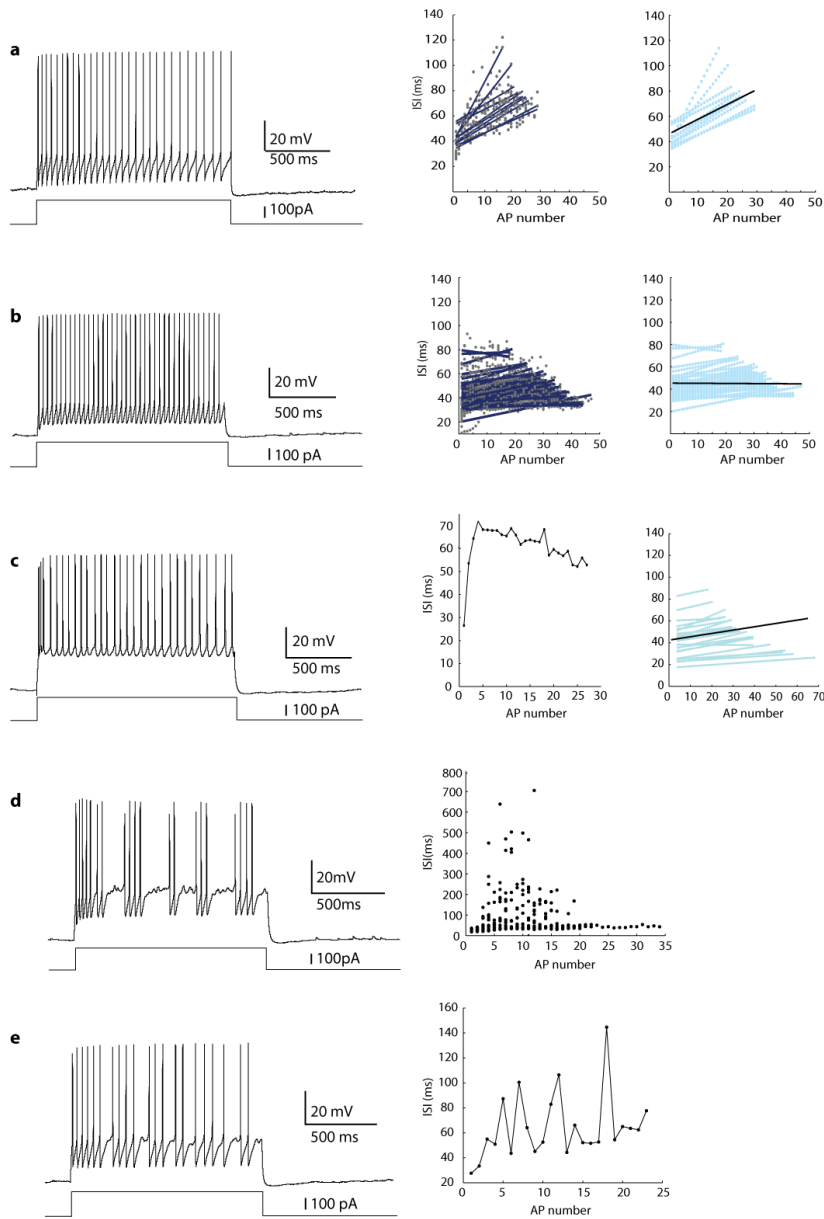 a
20 mV
500 ms
100pA
140
120
100
80
60
40
20
ISI (ms)
0 10 20 30 40 50
AP number
140
120
100
80
60
40
20
0 10 20 30 40 50
AP number
b
20 mV
500 ms
100 pA
140
120
100
80
60
40
20
ISI (ms)
0 10 20 30 40 50
AP number
140
120
100
80
60
40
20
0 10 20 30 40 50
AP number
c
20 mV
500 ms
100 pA
70
60
50
40
30
20
10
0
ISI (ms)
0 5 10 15 20 25 30
AP number
140
120
100
80
60
40
20
0
0 10 20 30 40 50 60 70
AP number
d
20mV
500ms
100pA
800
700
600
500
400
300
200
100
0
ISI(ms)
0 5 10 15 20 25 30 35
AP number
e
20 mV
500 ms
100 pA
160
140
120
100
80
60
40
20
0
ISI (ms)
0 5 10 15 20 25
AP number